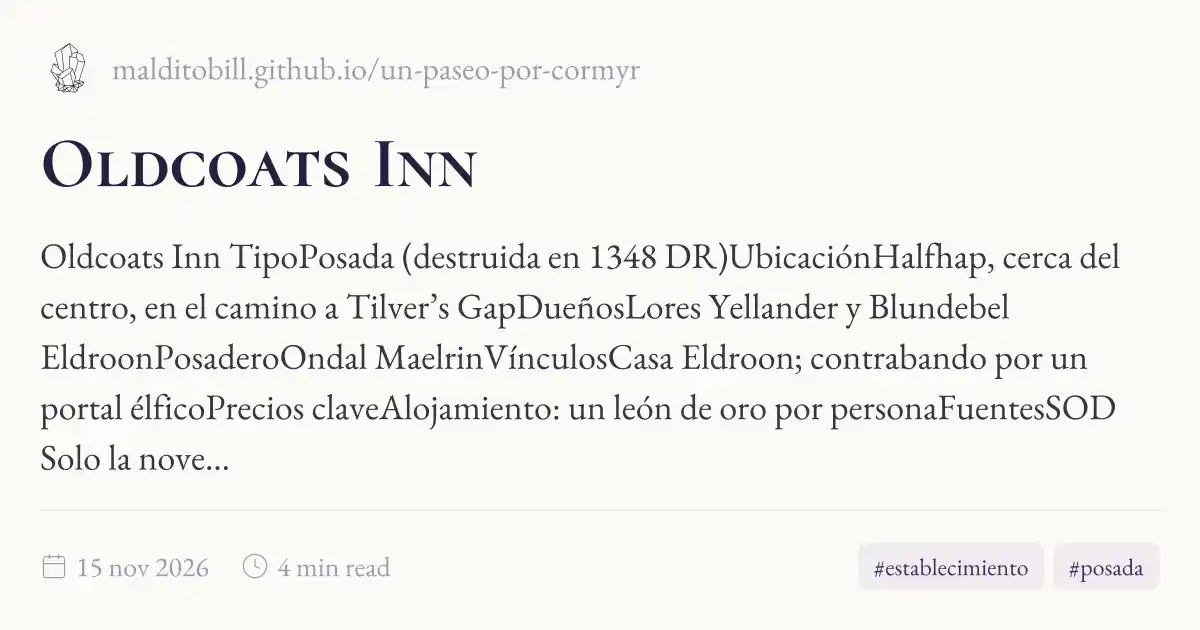 malditobill.github.io/un-paseo-por-cormyr
Oldcoats Inn
Oldcoats Inn TipoPosada (destruida en 1348 DR)UbicaciónHalfhap, cerca del
centro, en el camino a Tilver’s GapDueñosLores Yellander y Blundebel
EldroonPosaderoOndal MaelrinVínculosCasa Eldroon; contrabando por un
portal élficoPrecios claveAlojamiento: un león de oro por personaFuentesSOD
Solo la nove...
15 nov 2026
4 min read
#establecimiento
#posada